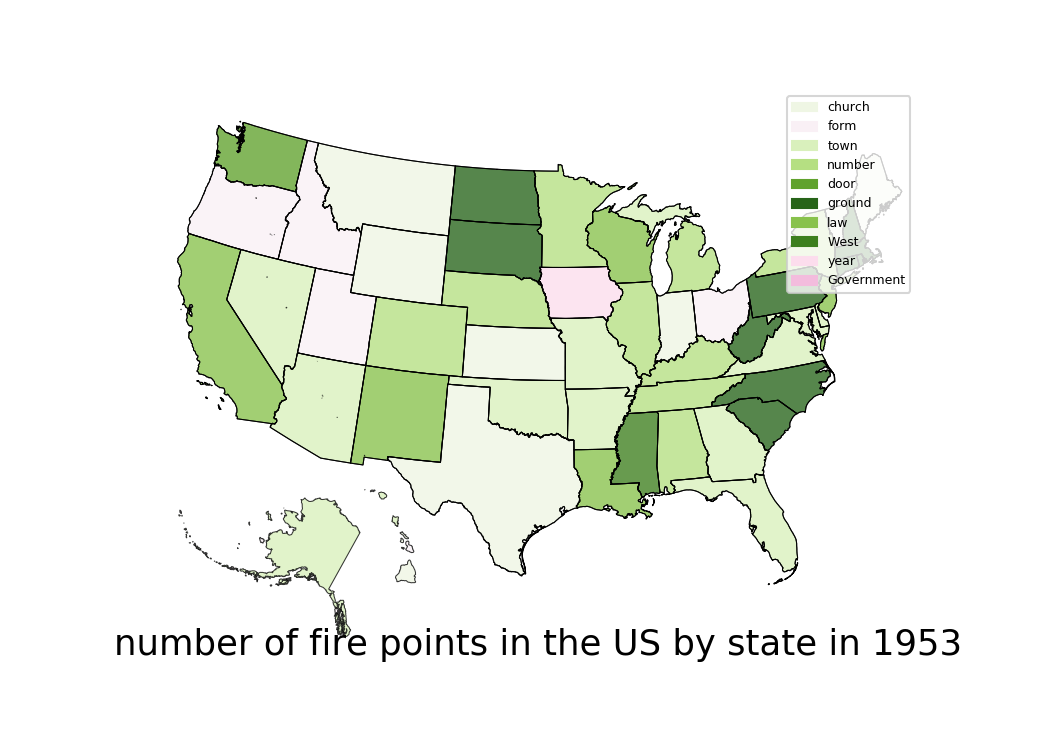 church
form
town
number
door
ground
law
West
year
Government
number of fire points in the US by state in 1953